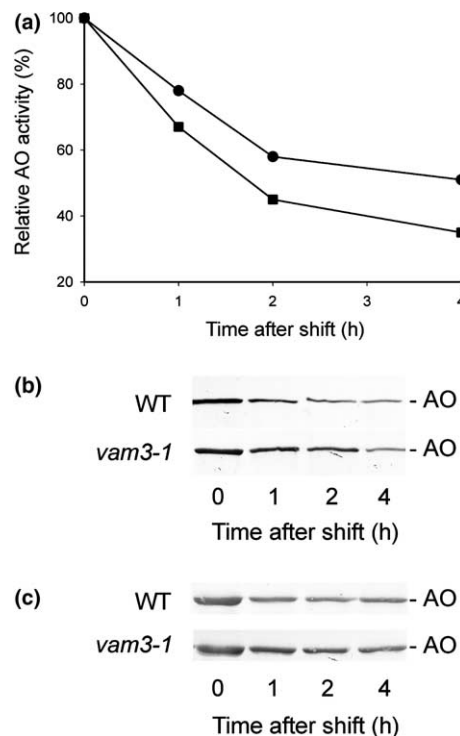 (a)
Relative AO activity (%)
100
80
60
40
20
0 1 2 3 4
Time after shift (h)
(b)
WT - AO
vam3-1 - AO
0 1 2 4
Time after shift (h)
(c)
WT - AO
vam3-1 - AO
0 1 2 4
Time after shift (h)